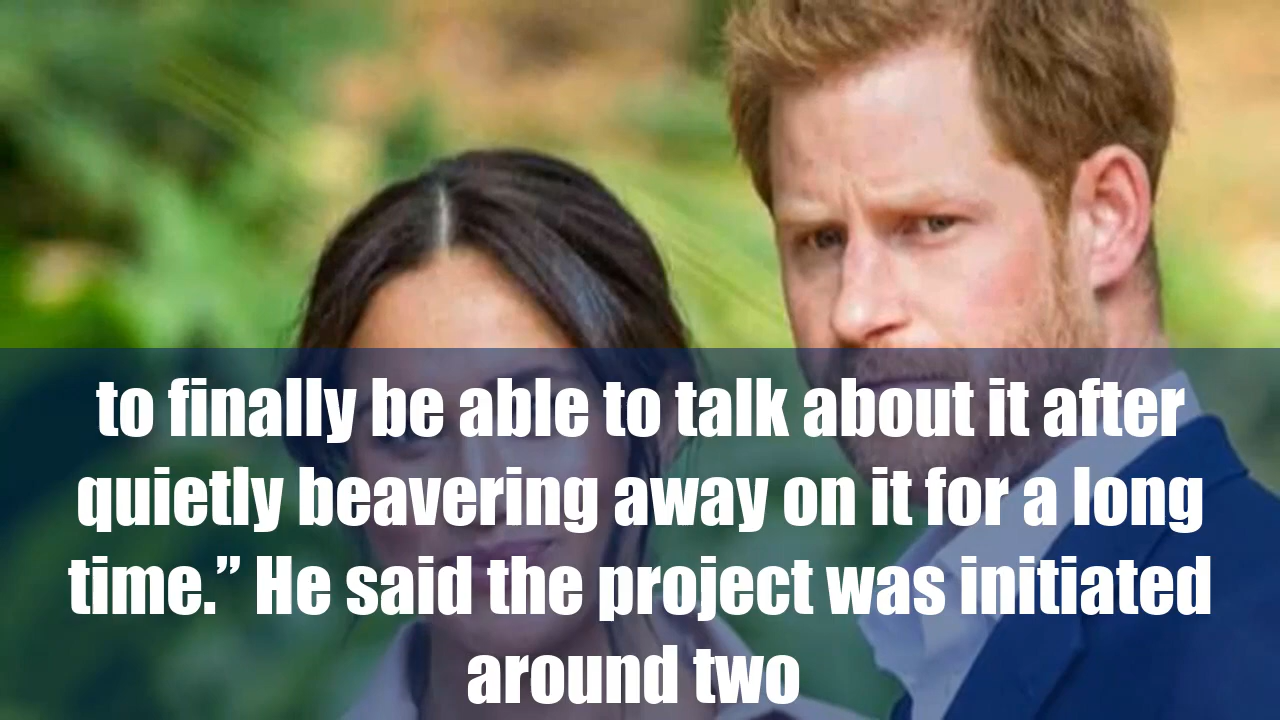 to finally be able to talk about it after
quietly beavering away on it for a long
time.” He said the project was initiated
around two